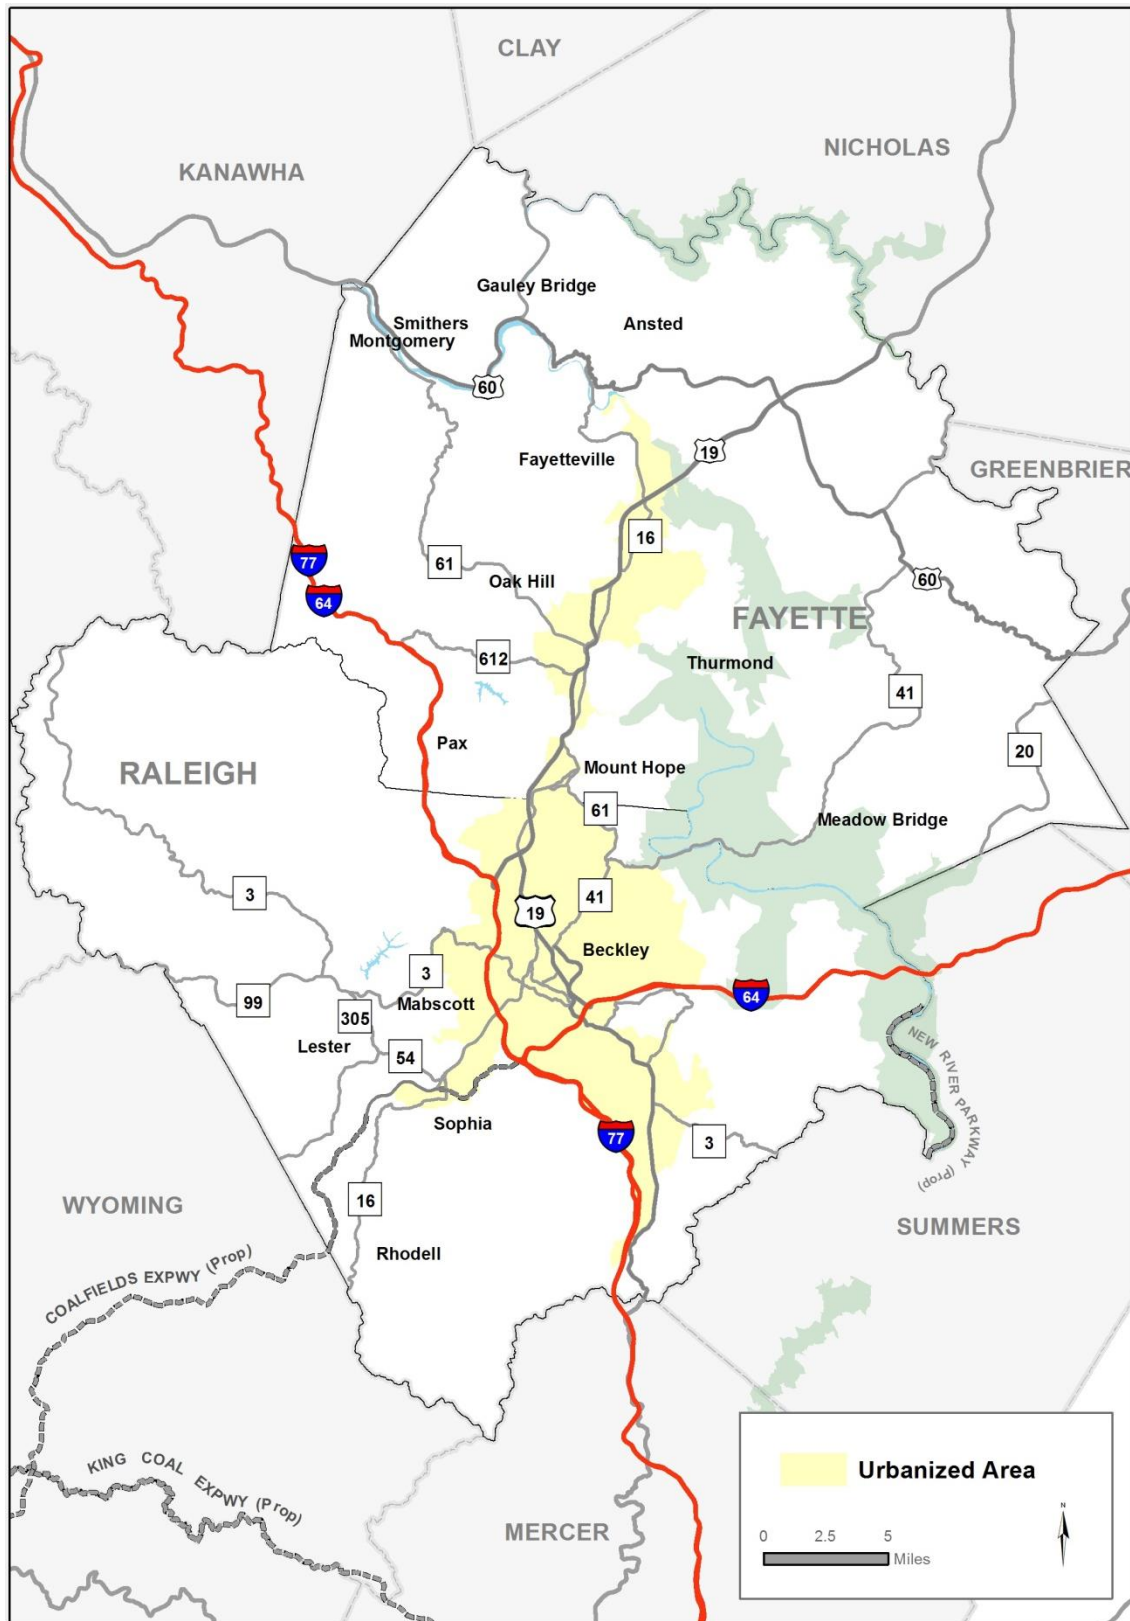 CLAY
NICHOLAS
KANAWHA
Gauley Bridge
Smithers
Ansted
Montgomery
60
19
Fayetteville
GREENBRIER
16
77
61
Oak Hill
60
64
FAYETTE
612
Thurmond
41
Pax
20
RALEIGH
Mount Hope
61
Meadow Bridge
3
41
19
Beckley
3
64
99
Mabscott
305
Lester
54
NEW RIVER PARKWAY (Prop)
Sophia
77
3
WYOMING
16
SUMMERS
Rhodell
COALFIELDS EXPWY (Prop)
KING COAL EXPWY (Prop)
MERCER
Urbanized Area
N
0 2.5 5
Miles